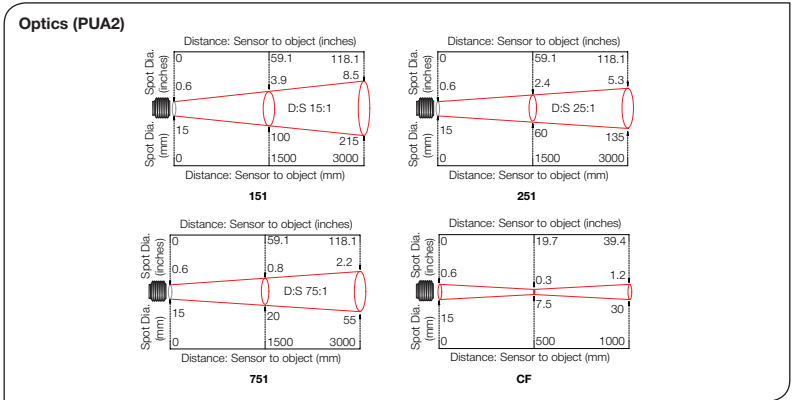 Optics (PUA2)
Distance: Sensor to object (inches)
Spot Dia. (inches)
0 59.1 118.1
0.6 3.9 8.5
D:S 15:1
15 100 215
Spot Dia. (mm)
0 1500 3000
Distance: Sensor to object (mm)
151
Distance: Sensor to object (inches)
Spot Dia. (inches)
0 59.1 118.1
0.6 2.4 5.3
D:S 25:1
15 60 135
Spot Dia. (mm)
0 1500 3000
Distance: Sensor to object (mm)
251
Distance: Sensor to object (inches)
Spot Dia. (inches)
0 59.1 118.1
0.6 0.8 2.2
D:S 75:1
15 20 55
Spot Dia. (mm)
0 1500 3000
Distance: Sensor to object (mm)
751
Distance: Sensor to object (inches)
Spot Dia. (inches)
0 19.7 39.4
0.6 0.3 1.2
15 7.5 30
Spot Dia. (mm)
0 500 1000
Distance: Sensor to object (mm)
CF